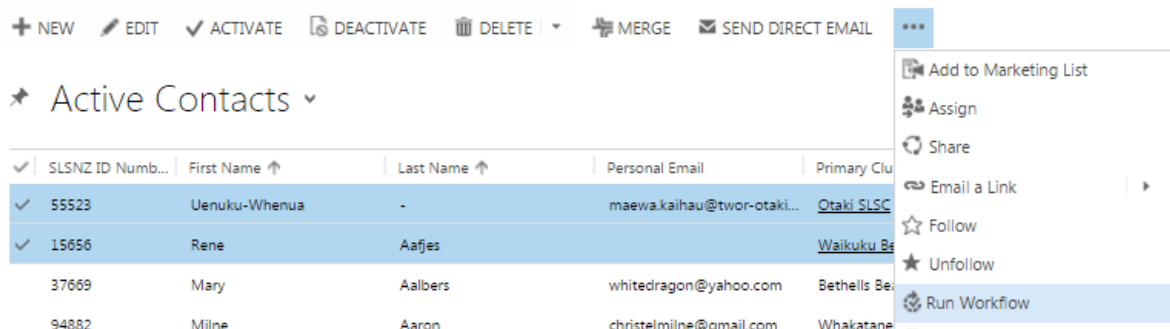 NEW EDIT ACTIVATE DEACTIVATE DELETE MERGE SEND DIRECT EMAIL •••
Add to Marketing List
Active Contacts
Assign
Share
SLSNZ ID Numb... First Name Last Name Personal Email Primary Clu
Email a Link
55523 Uenuku-Whenua - maewa.kaihau@twor-otaki... Otaki SLSC
Follow
15656 Rene Aafjes Waikuku Be
Unfollow
37669 Mary Aalbers whitedragon@yahoo.com Bethells Bea
Run Workflow
94882 Milne Aaron christelmilne@gmail.com Whakatane